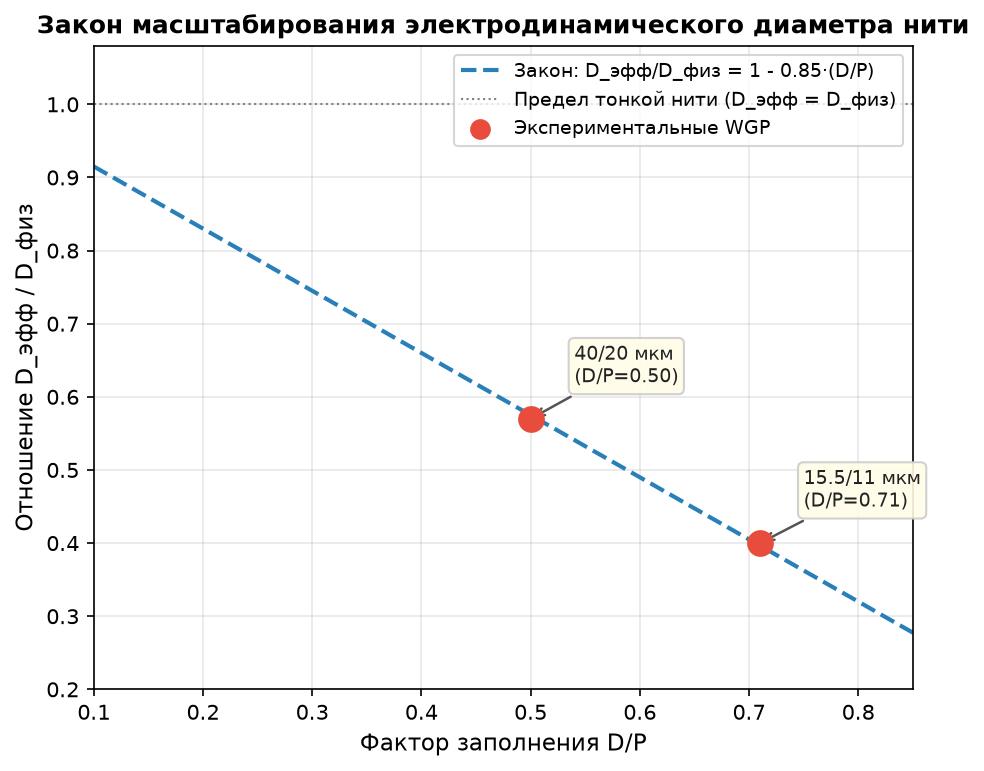 Закон масштабирования электродинамического диаметра нити
Закон: D_эфф/D_физ = 1 - 0.85·(D/P)
Предел тонкой нити (D_эфф = D_физ)
Экспериментальные WGP
Отношение D_эфф / D_физ
1.0
0.9
0.8
0.7
0.6
0.5
0.4
0.3
0.2
40/20 мкм
(D/P=0.50)
15.5/11 мкм
(D/P=0.71)
0.1 0.2 0.3 0.4 0.5 0.6 0.7 0.8
Фактор заполнения D/P